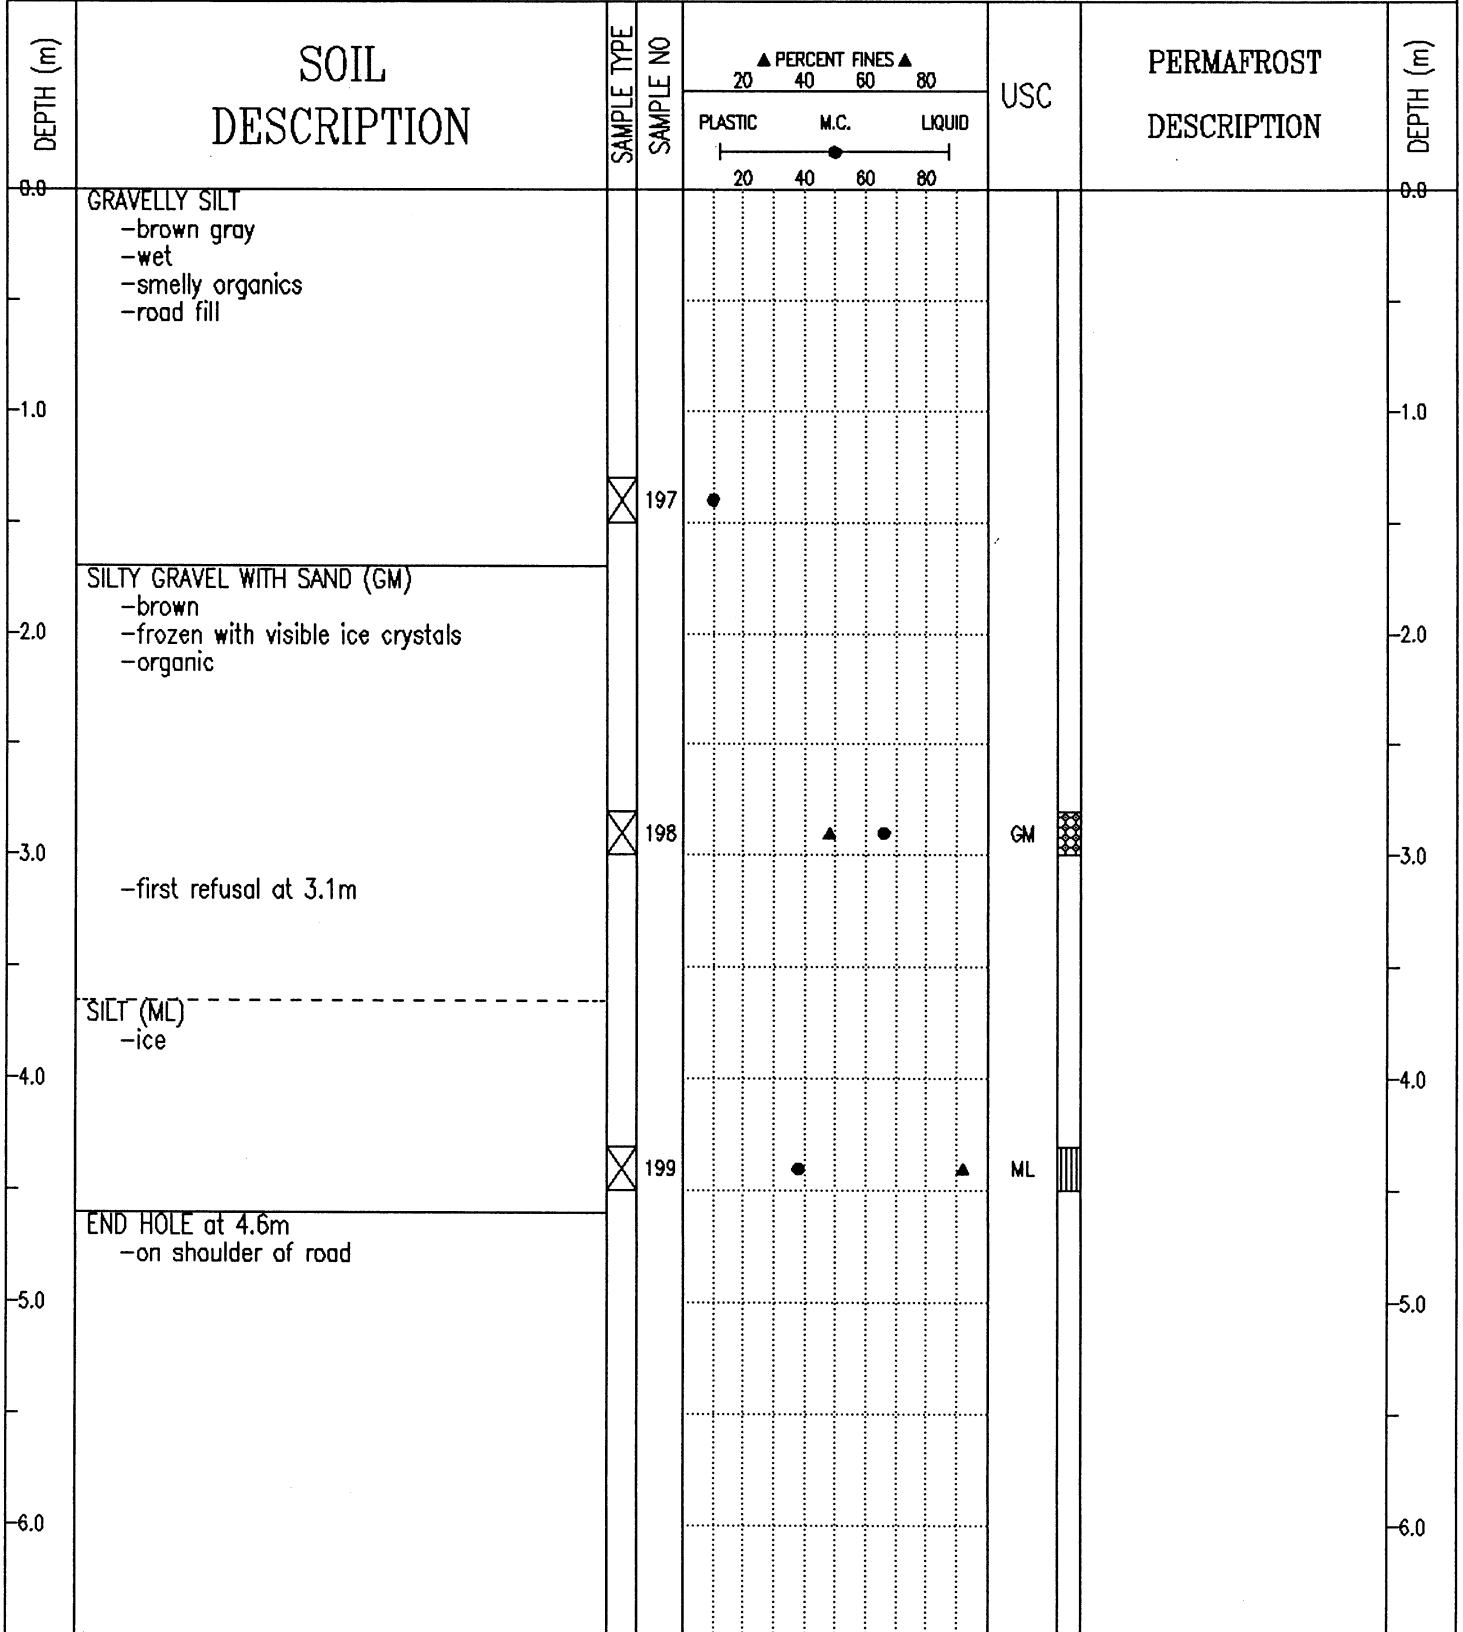 DEPTH (m)
SOIL
DESCRIPTION
SAMPLE TYPE
SAMPLE NO
▲ PERCENT FINES ▲
20 40 60 80
PLASTIC M.C. LIQUID
20 40 60 80
USC
PERMAFROST
DESCRIPTION
DEPTH (m)
0.0 0.0
GRAVELLY SILT
-brown gray
-wet
-smelly organics
-road fill
-1.0 -1.0
197
SILTY GRAVEL WITH SAND (GM)
-brown
-2.0 -frozen with visible ice crystals -2.0
-organic
198 GM
-3.0 -3.0
-first refusal at 3.1m
SILT (ML)
-ice
-4.0 -4.0
199 ML
END HOLE at 4.6m
-on shoulder of road
-5.0 -5.0
-6.0 -6.0